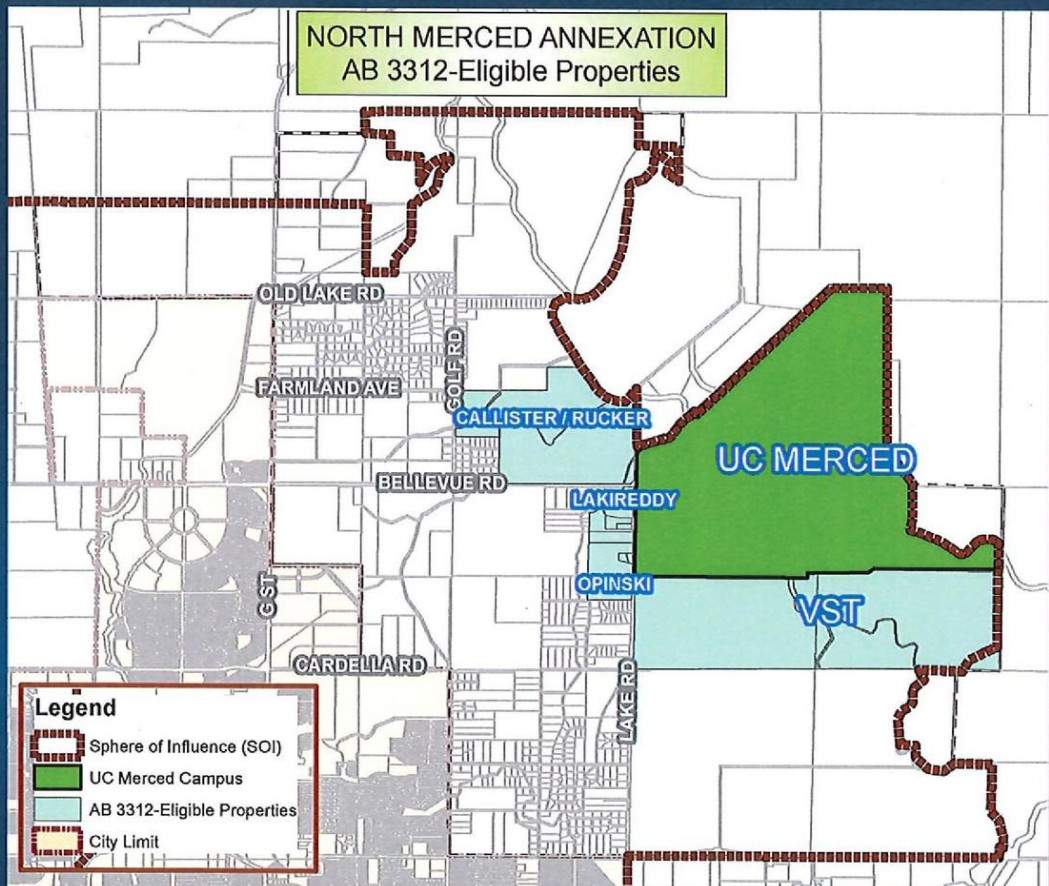 NORTH MERCED ANNEXATION
AB 3312-Eligible Properties
OLD LAKE RD
GOLF RD
FARMLAND AVE
CALLISTER / RUCKER
UC MERCED
BELLEVUE RD
LAKIREDDY
OPINSKI
G ST
VST
CARDELLA RD
LAKE RD
Legend
Sphere of Influence (SOI)
UC Merced Campus
AB 3312-Eligible Properties
City Limit